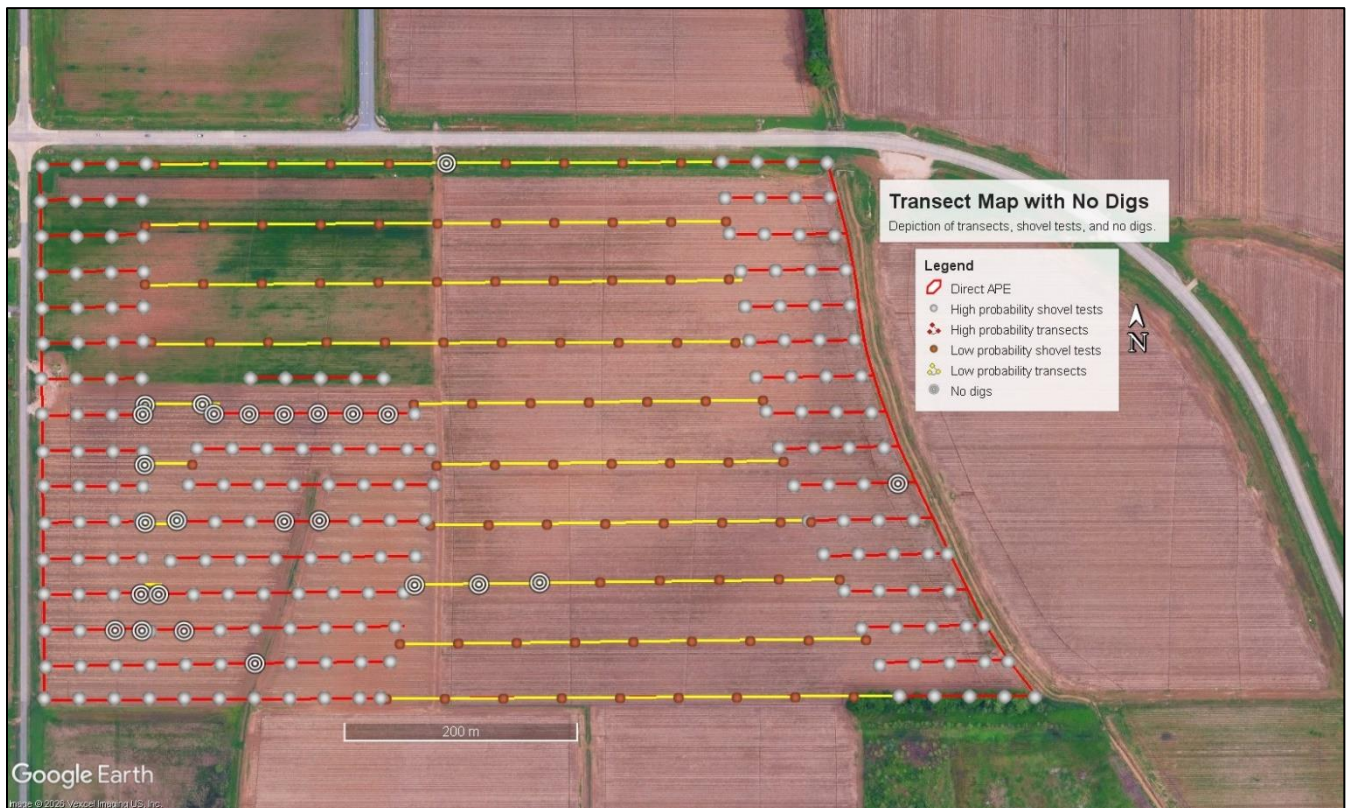 Transect Map with No Digs
Depiction of transects, shovel tests, and no digs.
Legend
Direct APE
High probability shovel tests
High probability transects
Low probability shovel tests
Low probability transects
No digs
N
200 m
Google Earth
Image © 2026 Vexcel Imaging US, Inc.